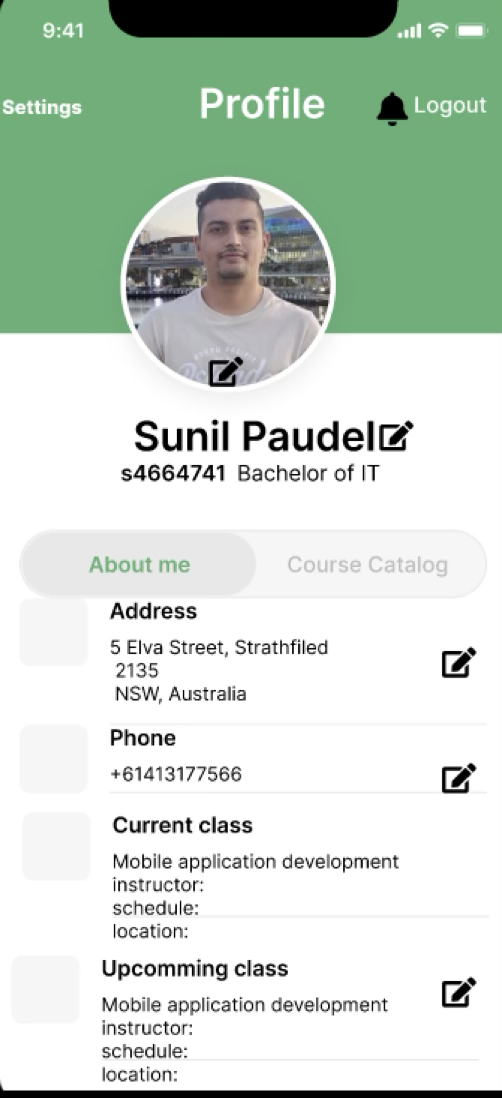 9:41
Settings
Profile
Logout
Sunil Paudel
s4664741 Bachelor of IT
About me
Course Catalog
Address
5 Elva Street, Strathfiled
2135
NSW, Australia
Phone
+61413177566
Current class
Mobile application development
instructor:
schedule:
location:
Upcomming class
Mobile application development
instructor:
schedule:
location: